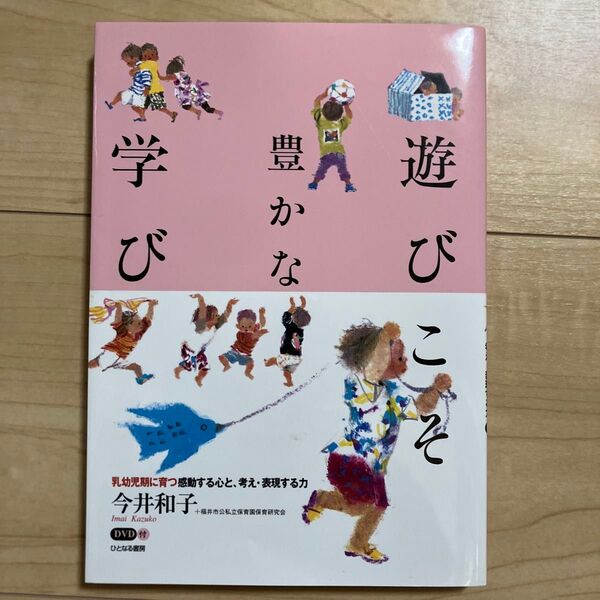 遊びこそ
豊かな
学び
乳幼児期に育つ感動する心と、考え・表現する力
今井和子+福井市公私立保育園保育研究会
Imai Kazuko
DVD付
ひとなる書房